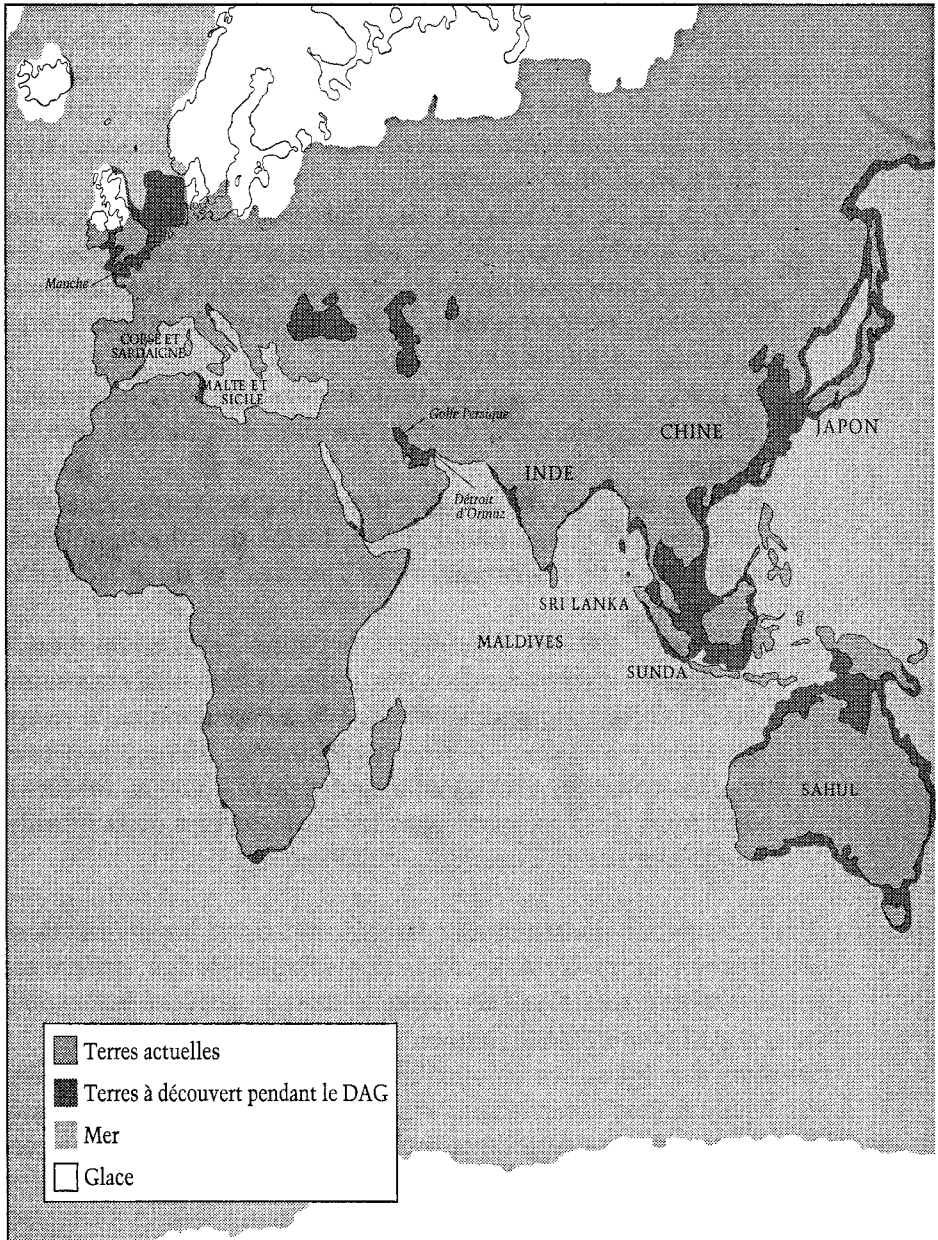 Manche
CORSE ET
SARDAIGNE
MALTE ET
SICILE
Golfe Persique
Détroit
d'Ormuz
INDE
CHINE
JAPON
SRI LANKA
MALDIVES
SUNDA
SAHUL
Terres actuelles
Terres à découvert pendant le DAG
Mer
Glace